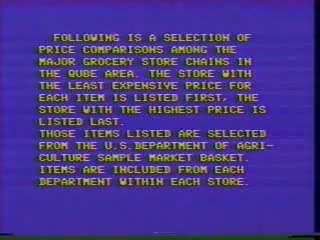 FOLLOWING IS A SELECTION OF
PRICE COMPARISONS AMONG THE
MAJOR GROCERY STORE CHAINS IN
THE QUBE AREA. THE STORE WITH
THE LEAST EXPENSIVE PRICE FOR
EACH ITEM IS LISTED FIRST, THE
STORE WITH THE HIGHEST PRICE IS
LISTED LAST.
THOSE ITEMS LISTED ARE SELECTED
FROM THE U.S.DEPARTMENT OF AGRI-
CULTURE SAMPLE MARKET BASKET.
ITEMS ARE INCLUDED FROM EACH
DEPARTMENT WITHIN EACH STORE.